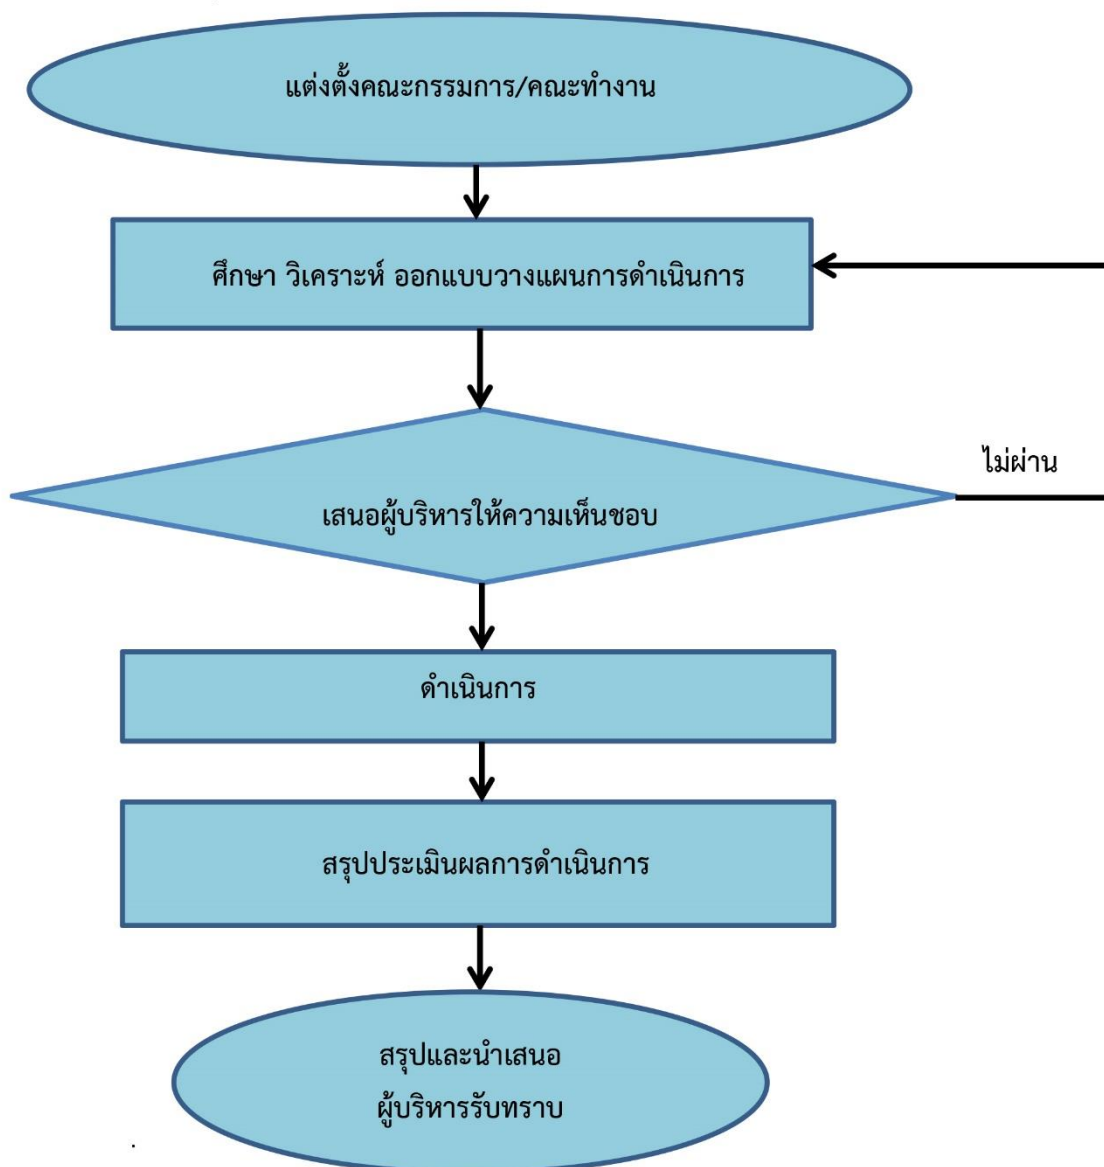 แต่งตั้งคณะกรรมการ/คณะทำงาน
ศึกษา วิเคราะห์ ออกแบบวางแผนการดำเนินการ
ไม่ผ่าน
เสนอผู้บริหารให้ความเห็นชอบ
ดำเนินการ
สรุปประเมินผลการดำเนินการ
สรุปและนำเสนอ
ผู้บริหารรับทราบ
.